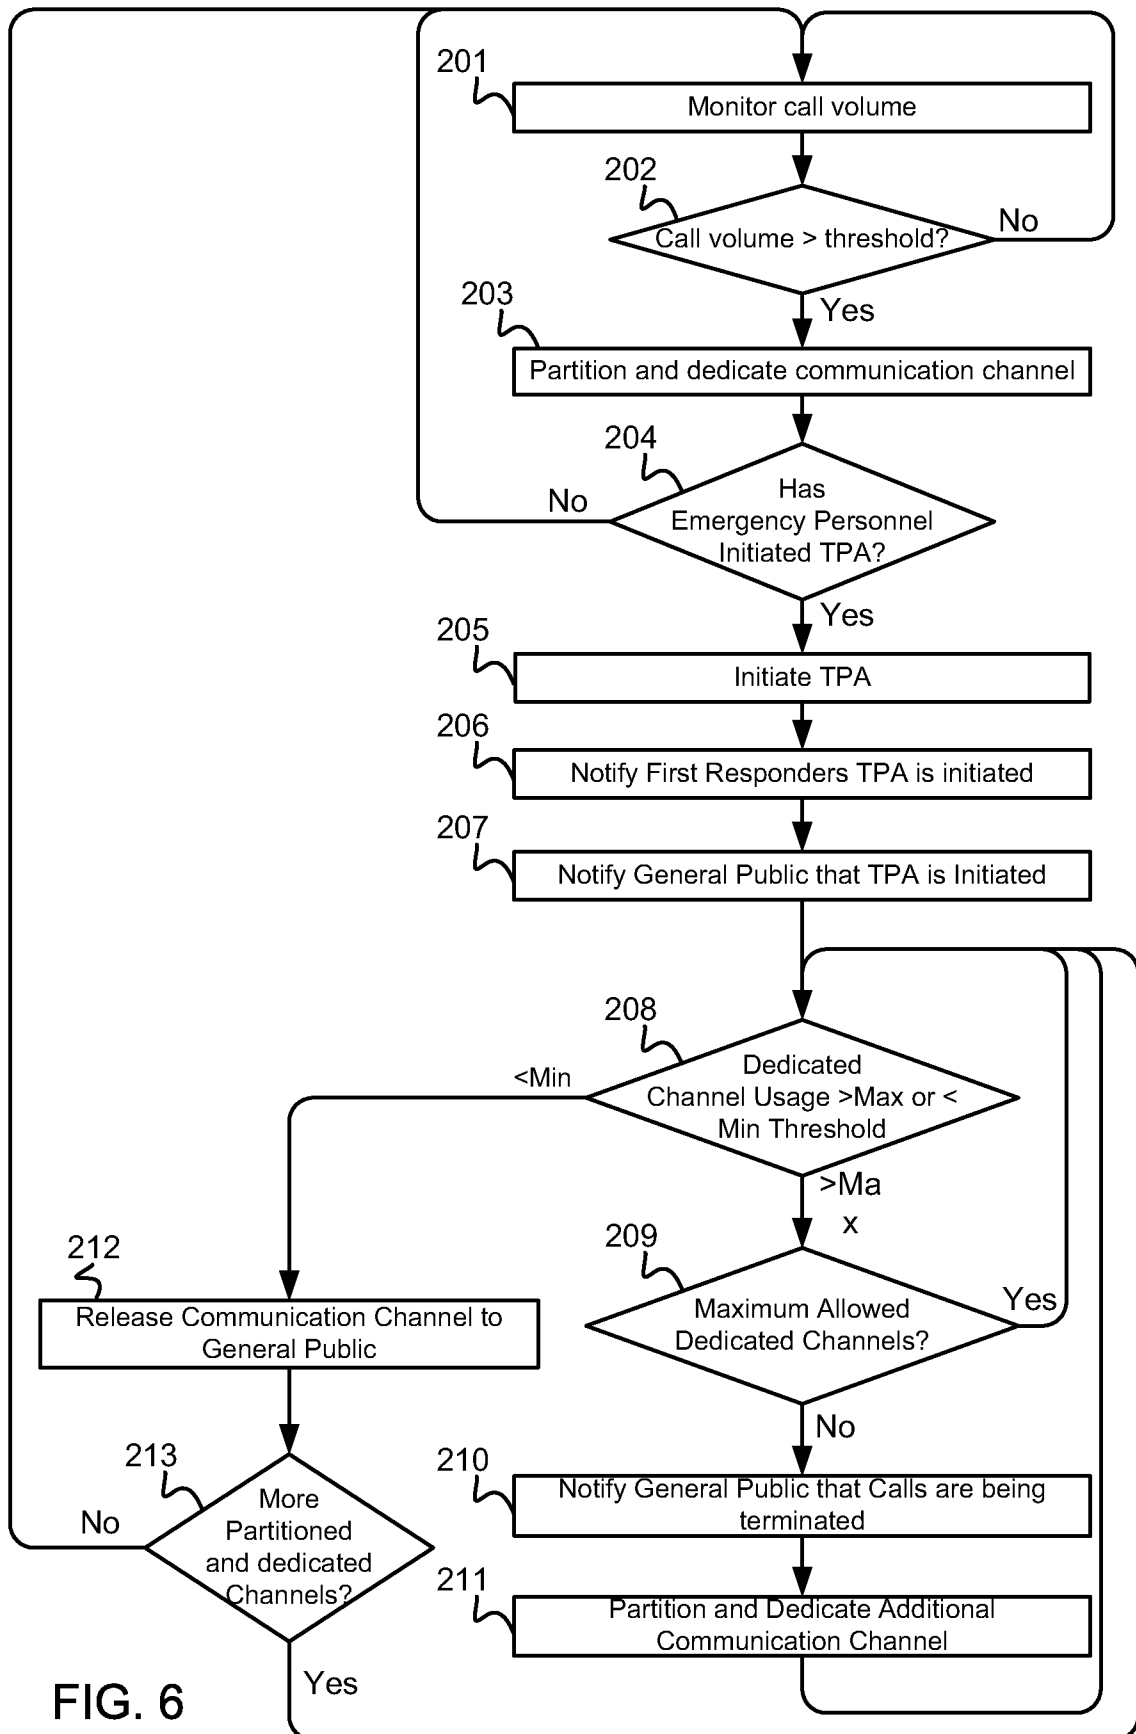 201
Monitor call volume
202
Call volume > threshold?
No
Yes
203
Partition and dedicate communication channel
204
Has
Emergency Personnel
Initiated TPA?
No
Yes
205
Initiate TPA
206
Notify First Responders TPA is initiated
207
Notify General Public that TPA is Initiated
208
Dedicated
Channel Usage >Max or <
Min Threshold
<Min
>Ma
x
209
Maximum Allowed
Dedicated Channels?
Yes
No
212
Release Communication Channel to
General Public
213
More
Partitioned
and dedicated
Channels?
No
Yes
210
Notify General Public that Calls are being
terminated
211
Partition and Dedicate Additional
Communication Channel
FIG. 6